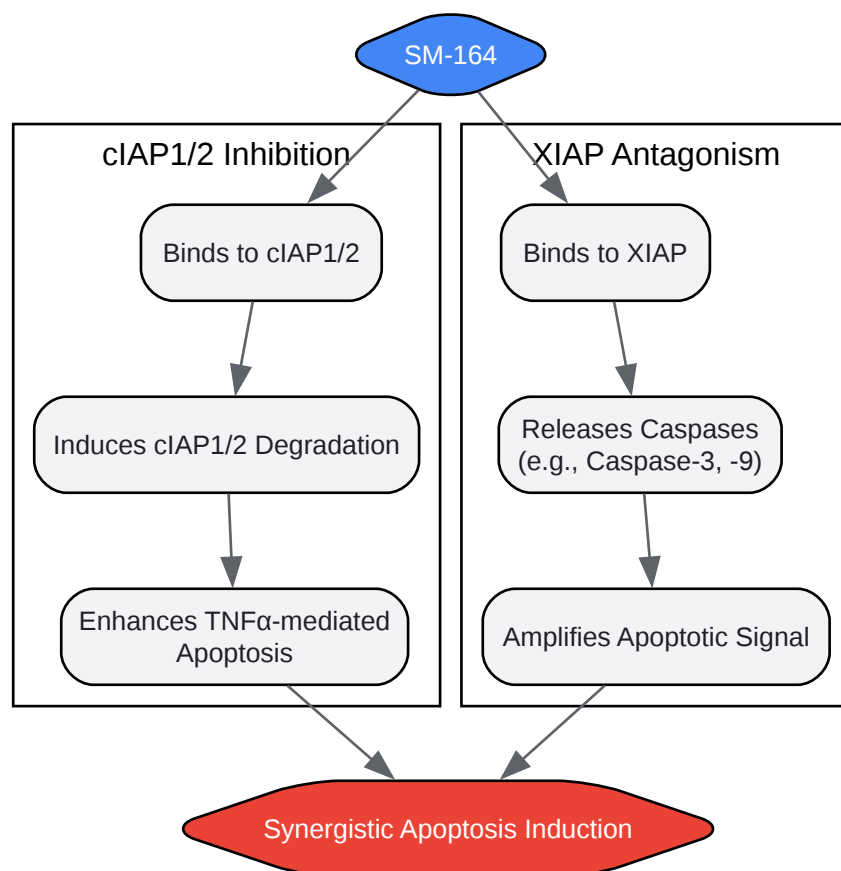 SM-164
cIAP1/2 Inhibition
Binds to cIAP1/2
Induces cIAP1/2 Degradation
Enhances TNFα-mediated
Apoptosis
XIAP Antagonism
Binds to XIAP
Releases Caspases
(e.g., Caspase-3, -9)
Amplifies Apoptotic Signal
Synergistic Apoptosis Induction